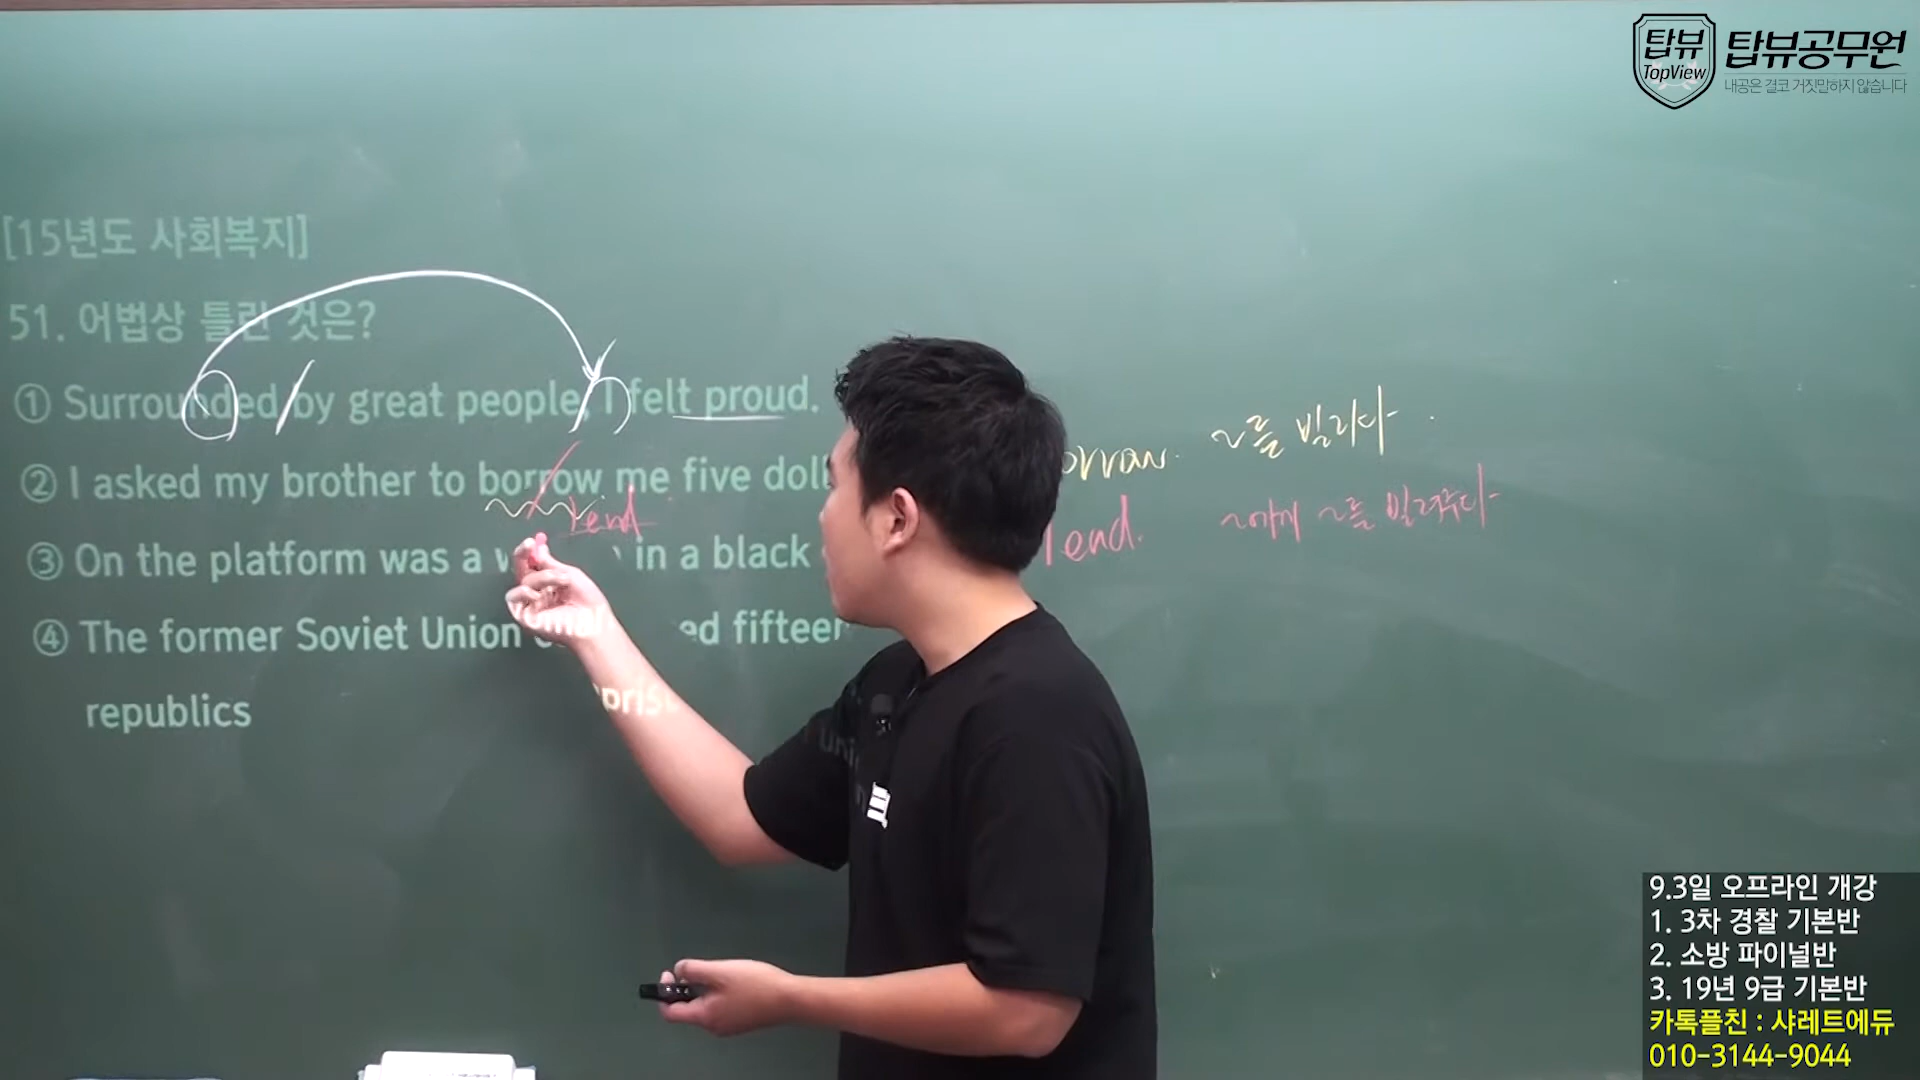 탑뷰
TopView
탑뷰공무원
내공은 결코 거짓말하지 않습니다
[15년도 사회복지]
51. 어법상 틀린 것은?
① Surrounded by great people, I felt proud.
② I asked my brother to borrow me five
lend
③ On the platform was a in a black
④ The former Soviet Union fifteen
republics
~를 빌리다
lend. ~에게 ~를 빌려주다
9.3일 오프라인 개강
1. 3차 경찰 기본반
2. 소방 파이널반
3. 19년 9급 기본반
카톡플친 : 샤레트에듀
010-3144-9044